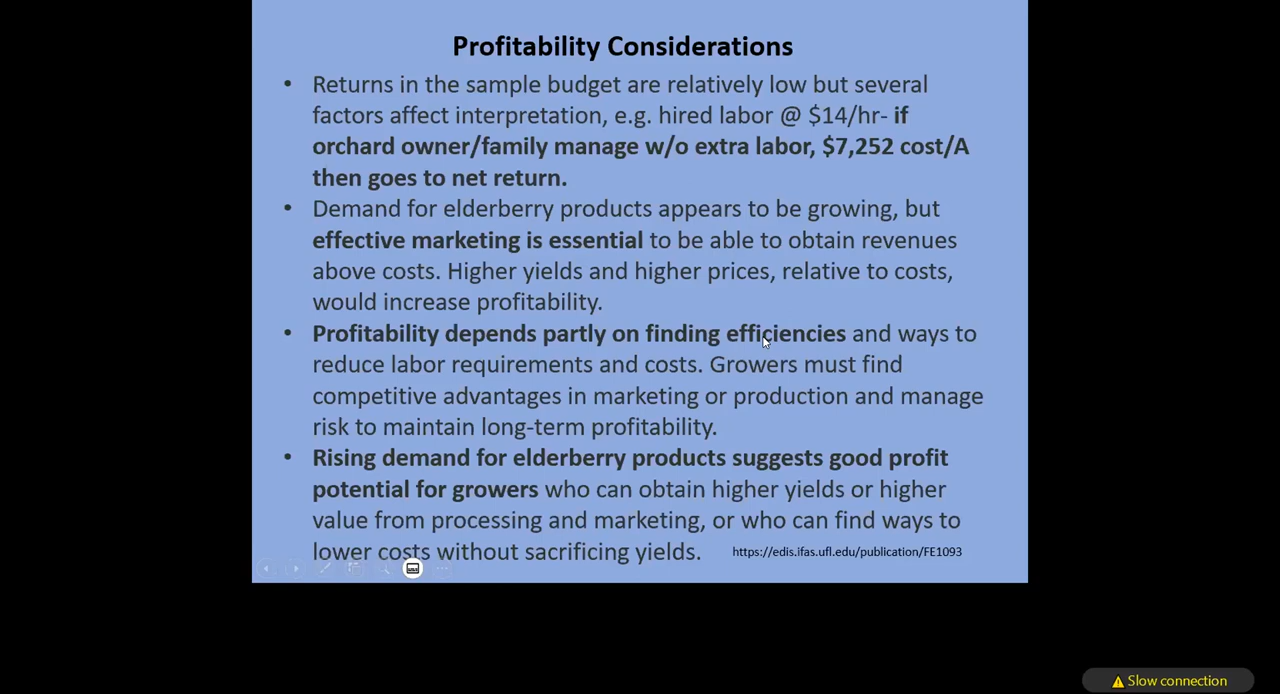 Profitability Considerations
• Returns in the sample budget are relatively low but several
factors affect interpretation, e.g. hired labor @ $14/hr- if
orchard owner/family manage w/o extra labor, $7,252 cost/A
then goes to net return.
• Demand for elderberry products appears to be growing, but
effective marketing is essential to be able to obtain revenues
above costs. Higher yields and higher prices, relative to costs,
would increase profitability.
• Profitability depends partly on finding efficiencies and ways to
reduce labor requirements and costs. Growers must find
competitive advantages in marketing or production and manage
risk to maintain long-term profitability.
• Rising demand for elderberry products suggests good profit
potential for growers who can obtain higher yields or higher
value from processing and marketing, or who can find ways to
lower costs without sacrificing yields.
https://edis.ifas.ufl.edu/publication/FE1093
Slow connection